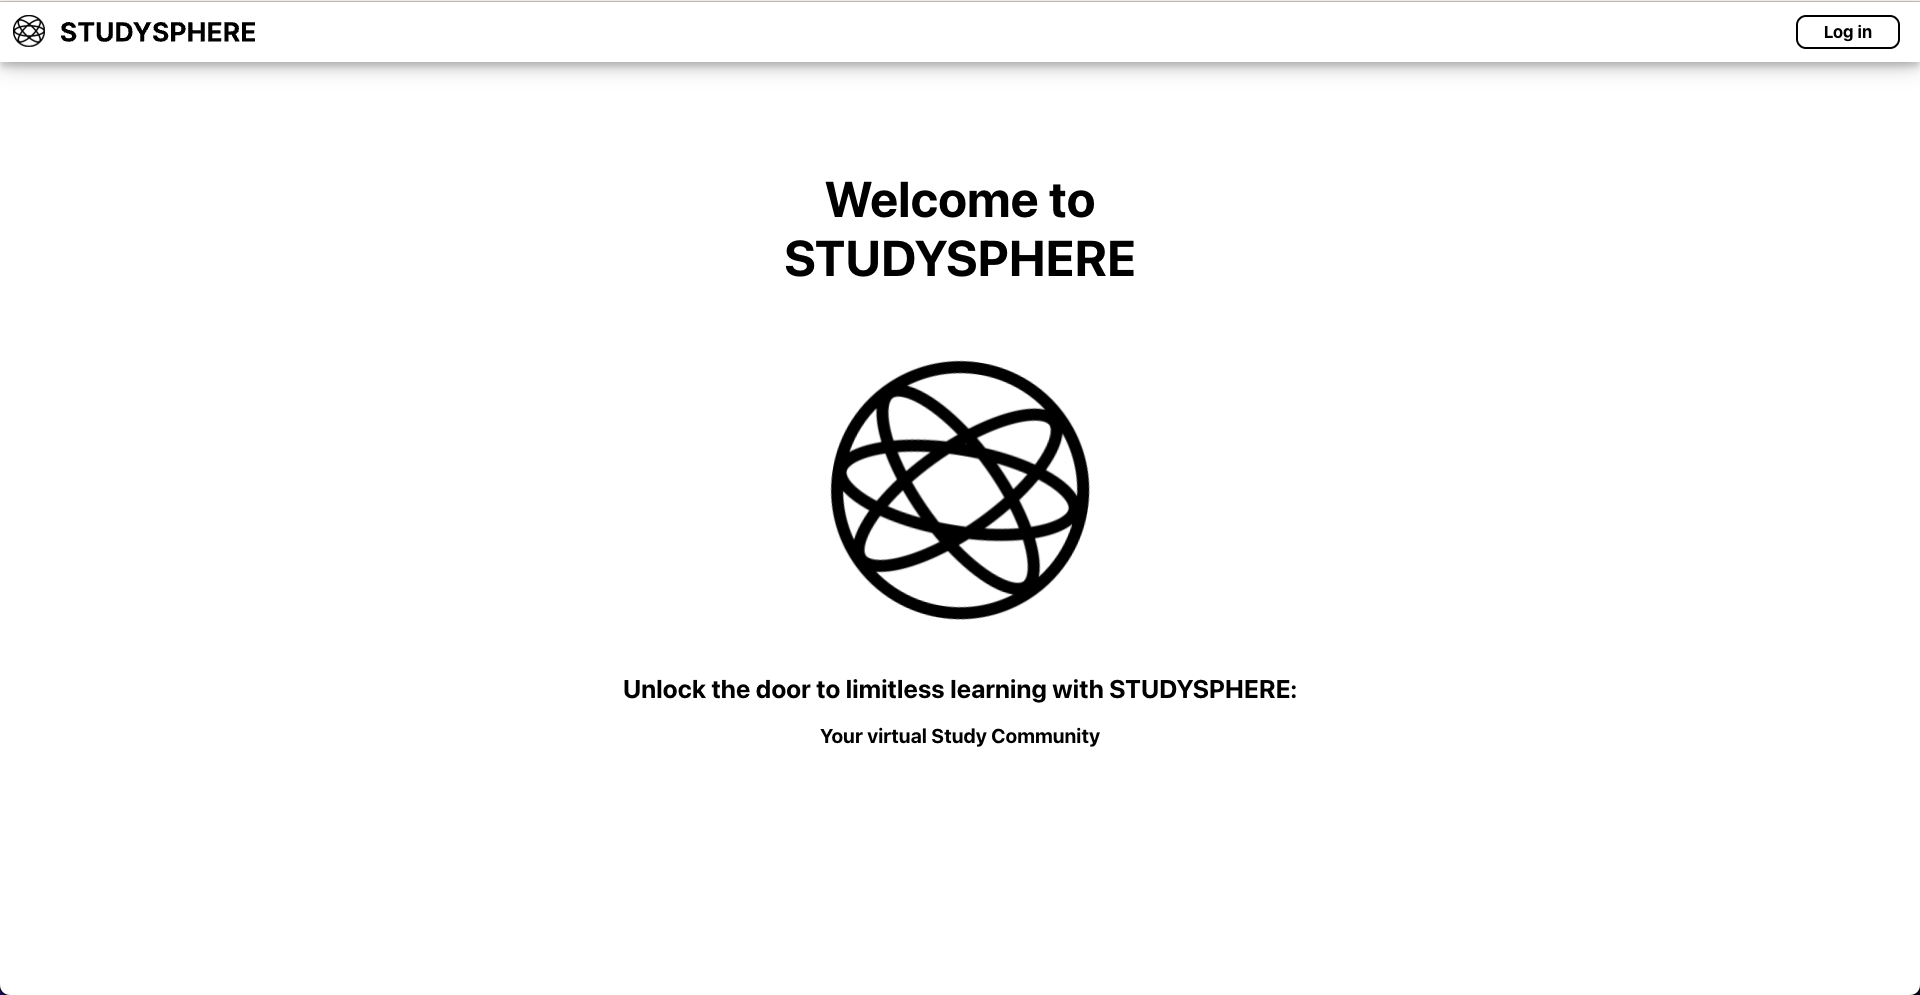 STUDYSPHERE
Log in
Welcome to
STUDYSPHERE
Unlock the door to limitless learning with STUDYSPHERE:
Your virtual Study Community